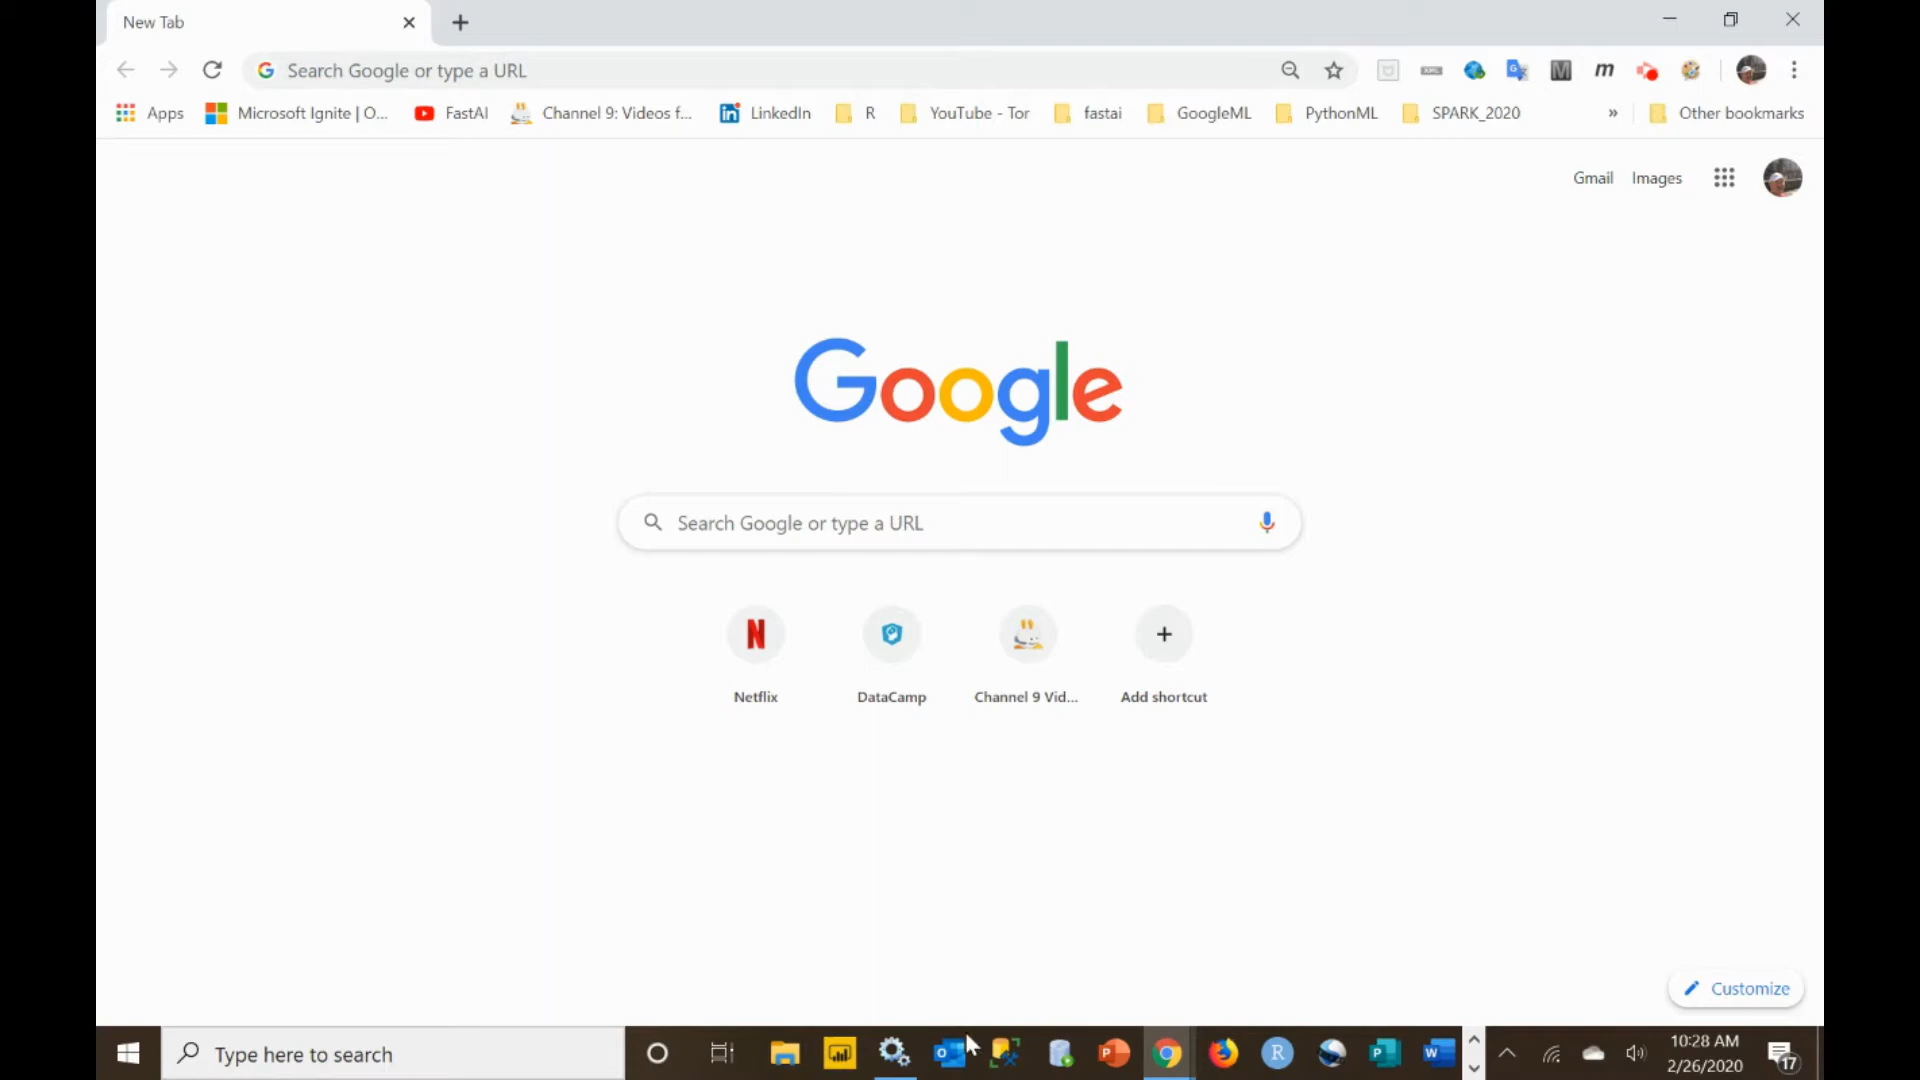 New Tab
Search Google or type a URL
Apps Microsoft Ignite | O... FastAI Channel 9: Videos f... LinkedIn R YouTube - Tor fastai GoogleML PythonML SPARK_2020 » Other bookmarks
Gmail Images
Google
Search Google or type a URL
Netflix DataCamp Channel 9 Vid... Add shortcut
Customize
Type here to search
10:28 AM
2/26/2020
17